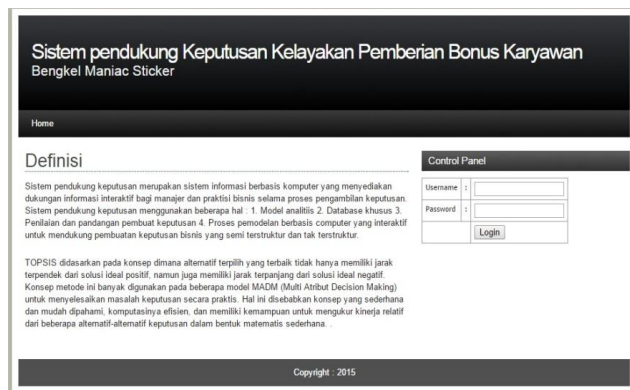 Sistem pendukung Keputusan Kelayakan Pemberian Bonus Karyawan
Bengkel Maniac Sticker
Home
Definisi
Sistem pendukung keputusan merupakan sistem informasi berbasis komputer yang menyediakan
dukungan informasi interaktif bagi manajer dan praktisi bisnis selama proses pengambilan keputusan.
Sistem pendukung keputusan menggunakan beberapa hal : 1. Model analitiis 2. Database khusus 3.
Penilaian dan pandangan pembuat keputusan 4. Proses pemodelan berbasis computer yang interaktif
untuk mendukung pembuatan keputusan bisnis yang semi terstruktur dan tak terstruktur.
TOPSIS didasarkan pada konsep dimana alternatif terpilih yang terbaik tidak hanya memiliki jarak
terpendek dari solusi ideal positif, namun juga memiliki jarak terpanjang dari solusi ideal negatif.
Konsep metode ini banyak digunakan pada beberapa model MADM (Multi Atribut Decision Making)
untuk menyelesaikan masalah keputusan secara praktis. Hal ini disebabkan konsep yang sederhana
dan mudah dipahami, komputasinya efisien, dan memiliki kemampuan untuk mengukur kinerja relatif
dari beberapa alternatif-alternatif keputusan dalam bentuk matematis sederhana. .
Control Panel
Username :
Password :
Login
Copyright : 2015